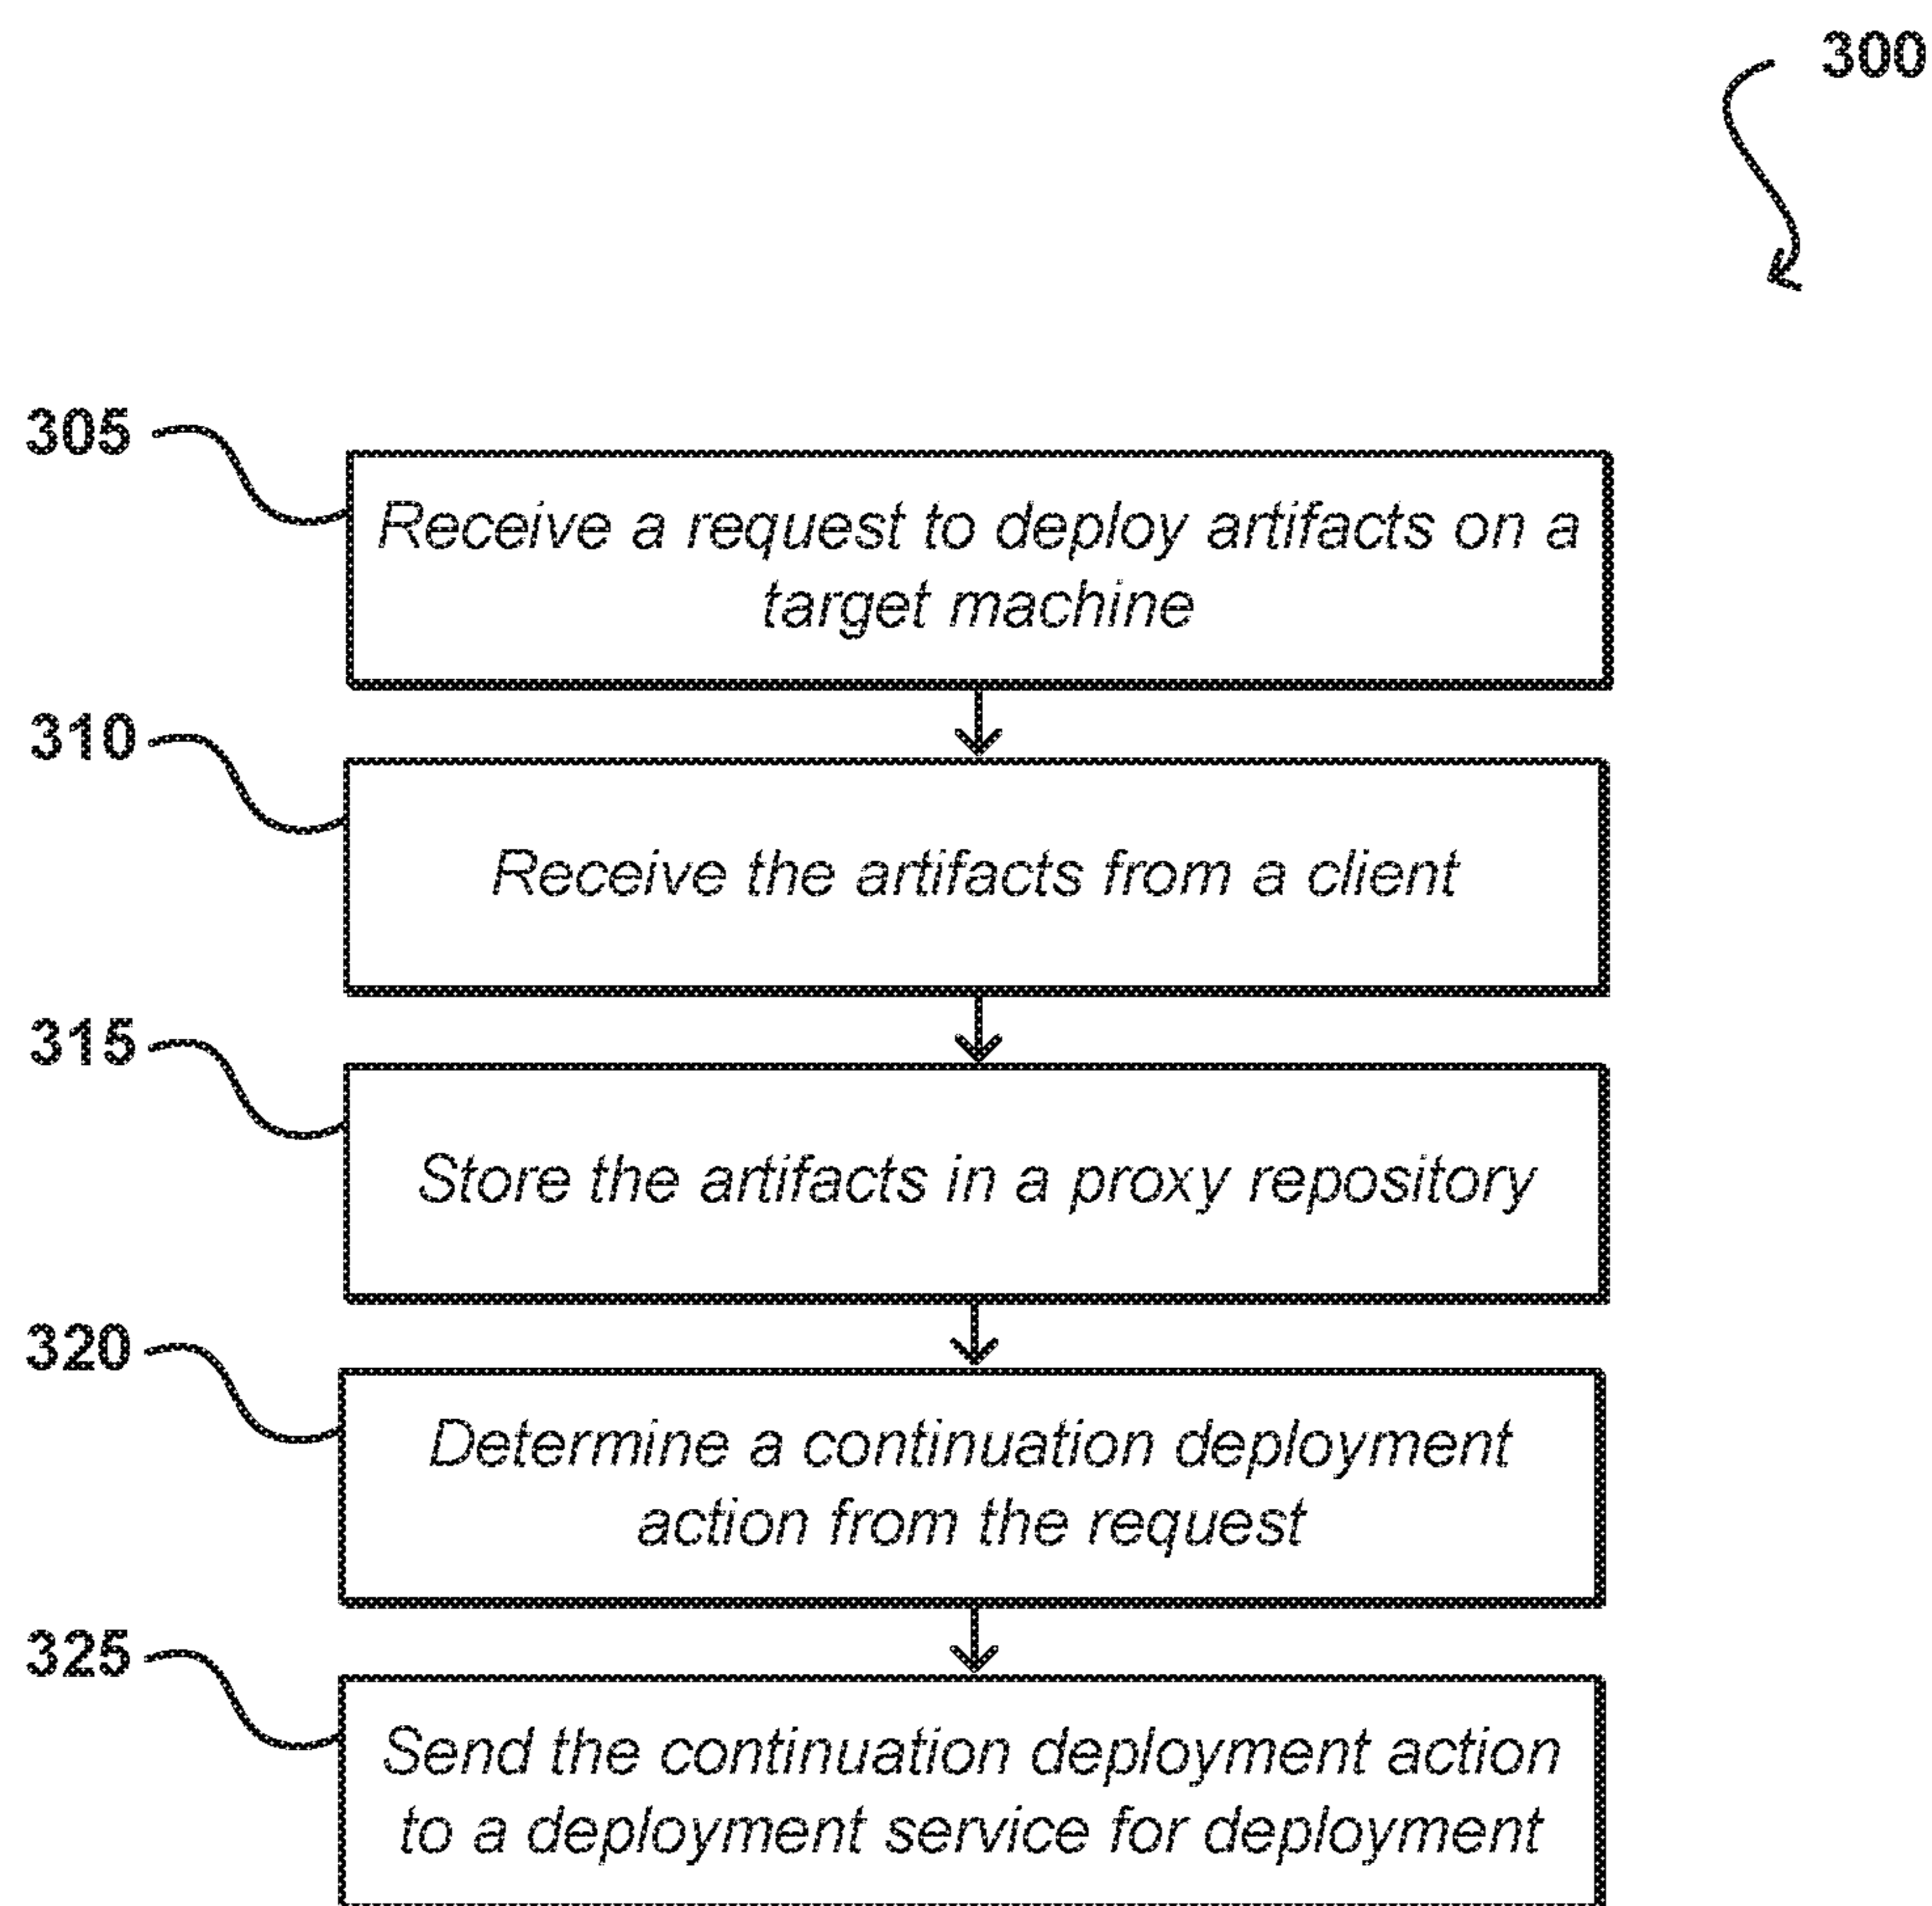 300
305
Receive a request to deploy artifacts on a
target machine
310
Receive the artifacts from a client
315
Store the artifacts in a proxy repository
320
Determine a continuation deployment
action from the request
325
Send the continuation deployment action
to a deployment service for deployment